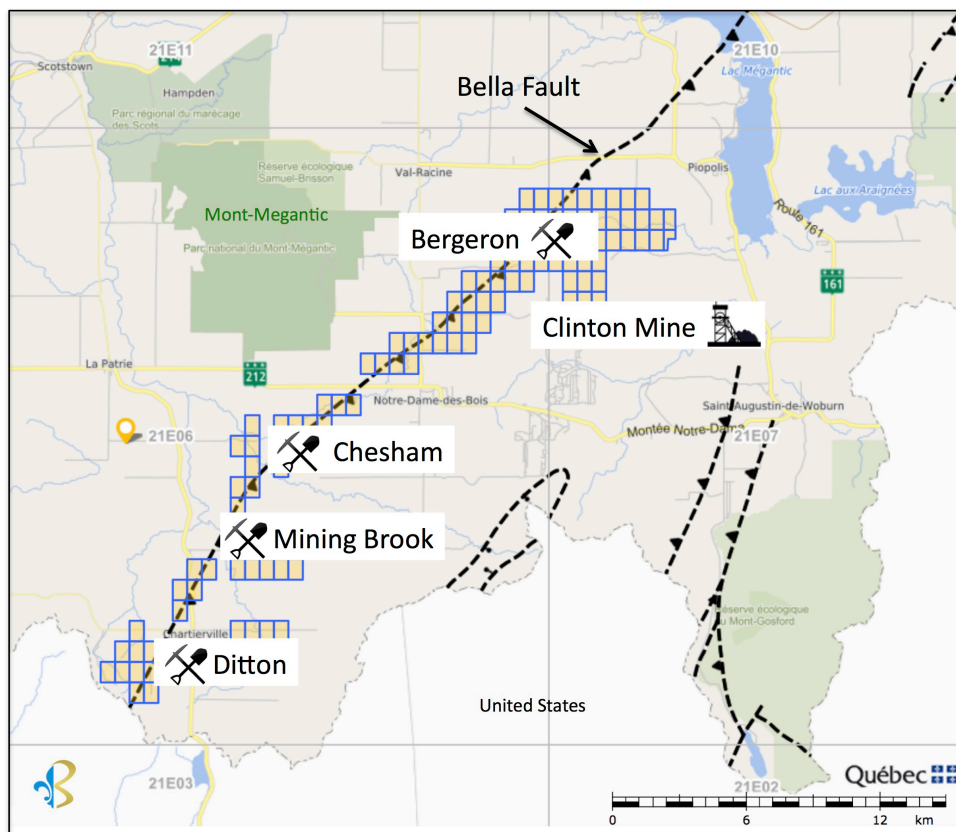 21E11
21E10
Scotstown
214
Lac Mégantic
Hampden
Bella Fault
Parc régional du marécage
des Scots
Réserve écologique
Samuel-Brisson
Val-Racine
Piopolis
Lac aux Araignées
Mont-Megantic
Route 161
Parc national du Mont-Mégantic
Bergeron
161
Clinton Mine
La Patrie
212
Notre-Dame-des-Bois
Saint-Augustin-de-Woburn
21E06
Montée Notre-Dama
21E07
Chesham
Mining Brook
Réserve écologique
du Mont-Gosford
Chartierville
Ditton
United States
21E03
B
21E02
Québec
0 6 12 km